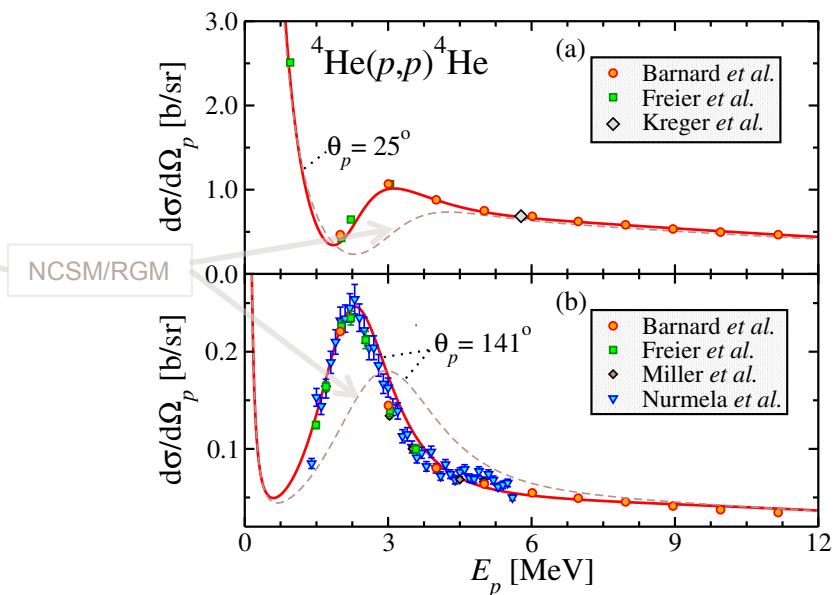 3.0
2.0
1.0
0.0
dσ/dΩp [b/sr]
⁴He(p,p)⁴He
(a)
Barnard et al.
Freier et al.
Kreger et al.
θp = 25°
NCSM/RGM
0.2
0.1
dσ/dΩp [b/sr]
(b)
Barnard et al.
Freier et al.
Miller et al.
Nurmela et al.
θp = 141°
0 3 6 9 12
Ep [MeV]